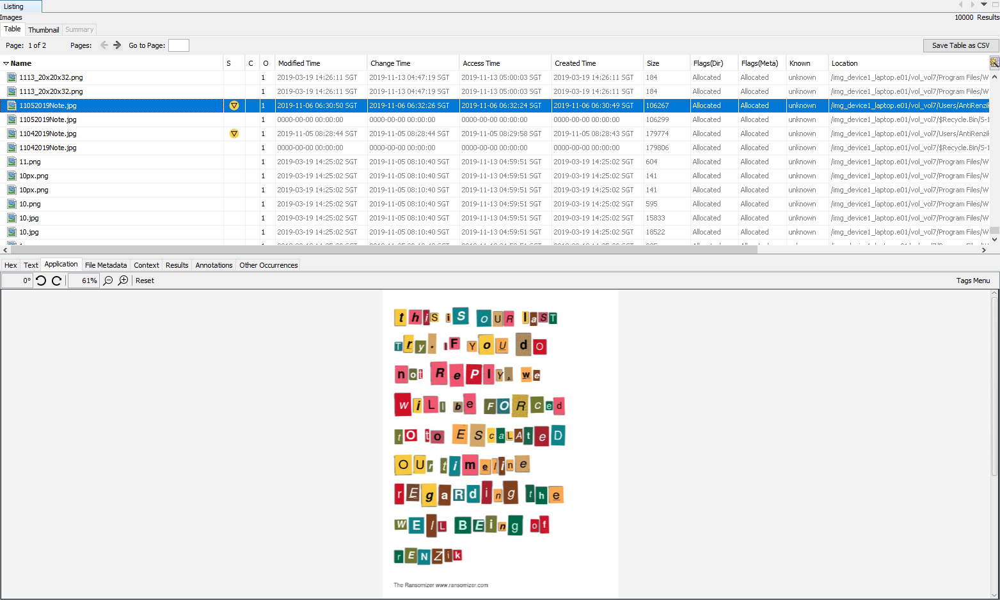 Listing
Images
10000 Results
Table Thumbnail Summary
Page: 1 of 2 Pages: Go to Page: Save Table as CSV
Name S C O Modified Time Change Time Access Time Created Time Size Flags(Dir) Flags(Meta) Known Location
1113_20x20x32.png 1 2019-03-19 14:26:11 SGT 2019-11-13 04:47:19 SGT 2019-11-13 05:00:03 SGT 2019-03-19 14:26:11 SGT 184 Allocated Allocated unknown /img_device1_laptop.e01/vol_vol7/Program Files/W
1113_20x20x32.png 1 2019-03-19 14:26:11 SGT 2019-11-13 04:47:19 SGT 2019-11-13 05:00:03 SGT 2019-03-19 14:26:11 SGT 184 Allocated Allocated unknown /img_device1_laptop.e01/vol_vol7/Program Files/W
11052019Note.jpg 1 2019-11-06 06:30:50 SGT 2019-11-06 06:32:26 SGT 2019-11-06 06:32:24 SGT 2019-11-06 06:30:49 SGT 106267 Allocated Allocated unknown /img_device1_laptop.e01/vol_vol7/Users/AntiRenzik
11052019Note.jpg 1 0000-00-00 00:00:00 0000-00-00 00:00:00 0000-00-00 00:00:00 0000-00-00 00:00:00 106299 Allocated Allocated unknown /img_device1_laptop.e01/vol_vol7/$Recycle.Bin/S-1
11042019Note.jpg 1 2019-11-05 08:28:44 SGT 2019-11-05 08:28:44 SGT 2019-11-05 08:29:58 SGT 2019-11-05 08:28:43 SGT 179774 Allocated Allocated unknown /img_device1_laptop.e01/vol_vol7/Users/AntiRenzik
11042019Note.jpg 1 0000-00-00 00:00:00 0000-00-00 00:00:00 0000-00-00 00:00:00 0000-00-00 00:00:00 179806 Allocated Allocated unknown /img_device1_laptop.e01/vol_vol7/$Recycle.Bin/S-1
11.png 1 2019-03-19 14:25:02 SGT 2019-11-05 08:10:40 SGT 2019-11-13 04:59:51 SGT 2019-03-19 14:25:02 SGT 604 Allocated Allocated unknown /img_device1_laptop.e01/vol_vol7/Program Files/W
10px.png 1 2019-03-19 14:25:02 SGT 2019-11-05 08:10:40 SGT 2019-11-13 04:59:51 SGT 2019-03-19 14:25:02 SGT 141 Allocated Allocated unknown /img_device1_laptop.e01/vol_vol7/Program Files/W
10px.png 1 2019-03-19 14:25:02 SGT 2019-11-05 08:10:40 SGT 2019-11-13 04:59:51 SGT 2019-03-19 14:25:02 SGT 141 Allocated Allocated unknown /img_device1_laptop.e01/vol_vol7/Program Files/W
10.png 1 2019-03-19 14:25:02 SGT 2019-11-05 08:10:40 SGT 2019-11-13 04:59:51 SGT 2019-03-19 14:25:02 SGT 595 Allocated Allocated unknown /img_device1_laptop.e01/vol_vol7/Program Files/W
10.jpg 1 2019-03-19 14:25:02 SGT 2019-11-05 08:10:40 SGT 2019-11-13 04:59:51 SGT 2019-03-19 14:25:02 SGT 15833 Allocated Allocated unknown /img_device1_laptop.e01/vol_vol7/Program Files/W
10.jpg 1 2019-03-19 14:25:02 SGT 2019-11-05 08:10:40 SGT 2019-11-13 04:59:51 SGT 2019-03-19 14:25:02 SGT 18522 Allocated Allocated unknown /img_device1_laptop.e01/vol_vol7/Program Files/W
Hex Text Application File Metadata Context Results Annotations Other Occurrences
0° 61% Reset Tags Menu
thiS iS OUR laST
Try. IF YoU dO
not RePlY, we
wiLl be FORCed
tO to EScaLAteD
OUr timeline
rEgaRding the
WElL BEing of
rENZik
The Ransomizer www.ransomizer.com